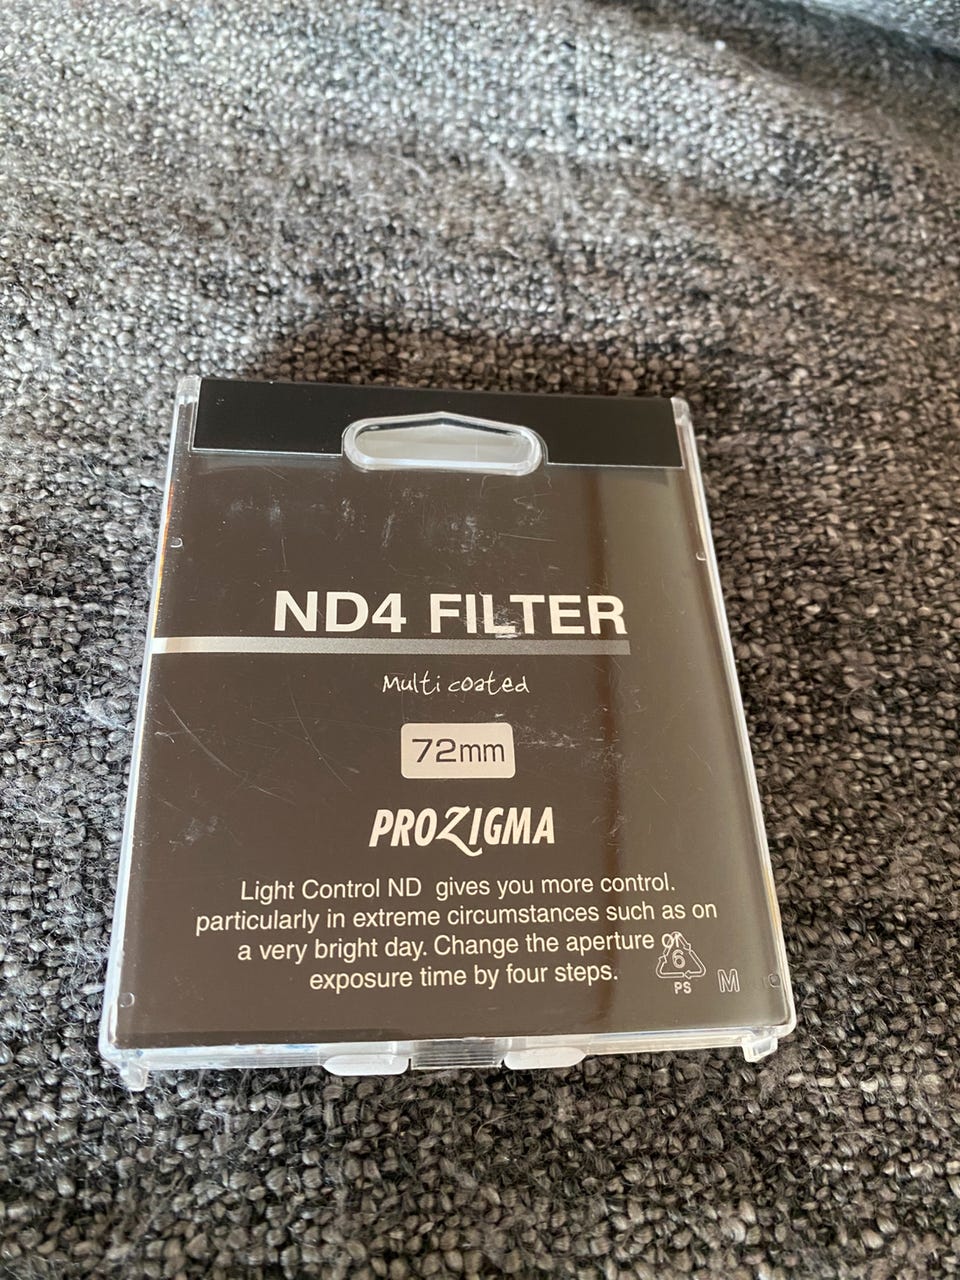 ND4 FILTER
Multi coated
72mm
PROZIGMA
Light Control ND gives you more control.
particularly in extreme circumstances such as on
a very bright day. Change the aperture or
exposure time by four steps.
6
PS
M